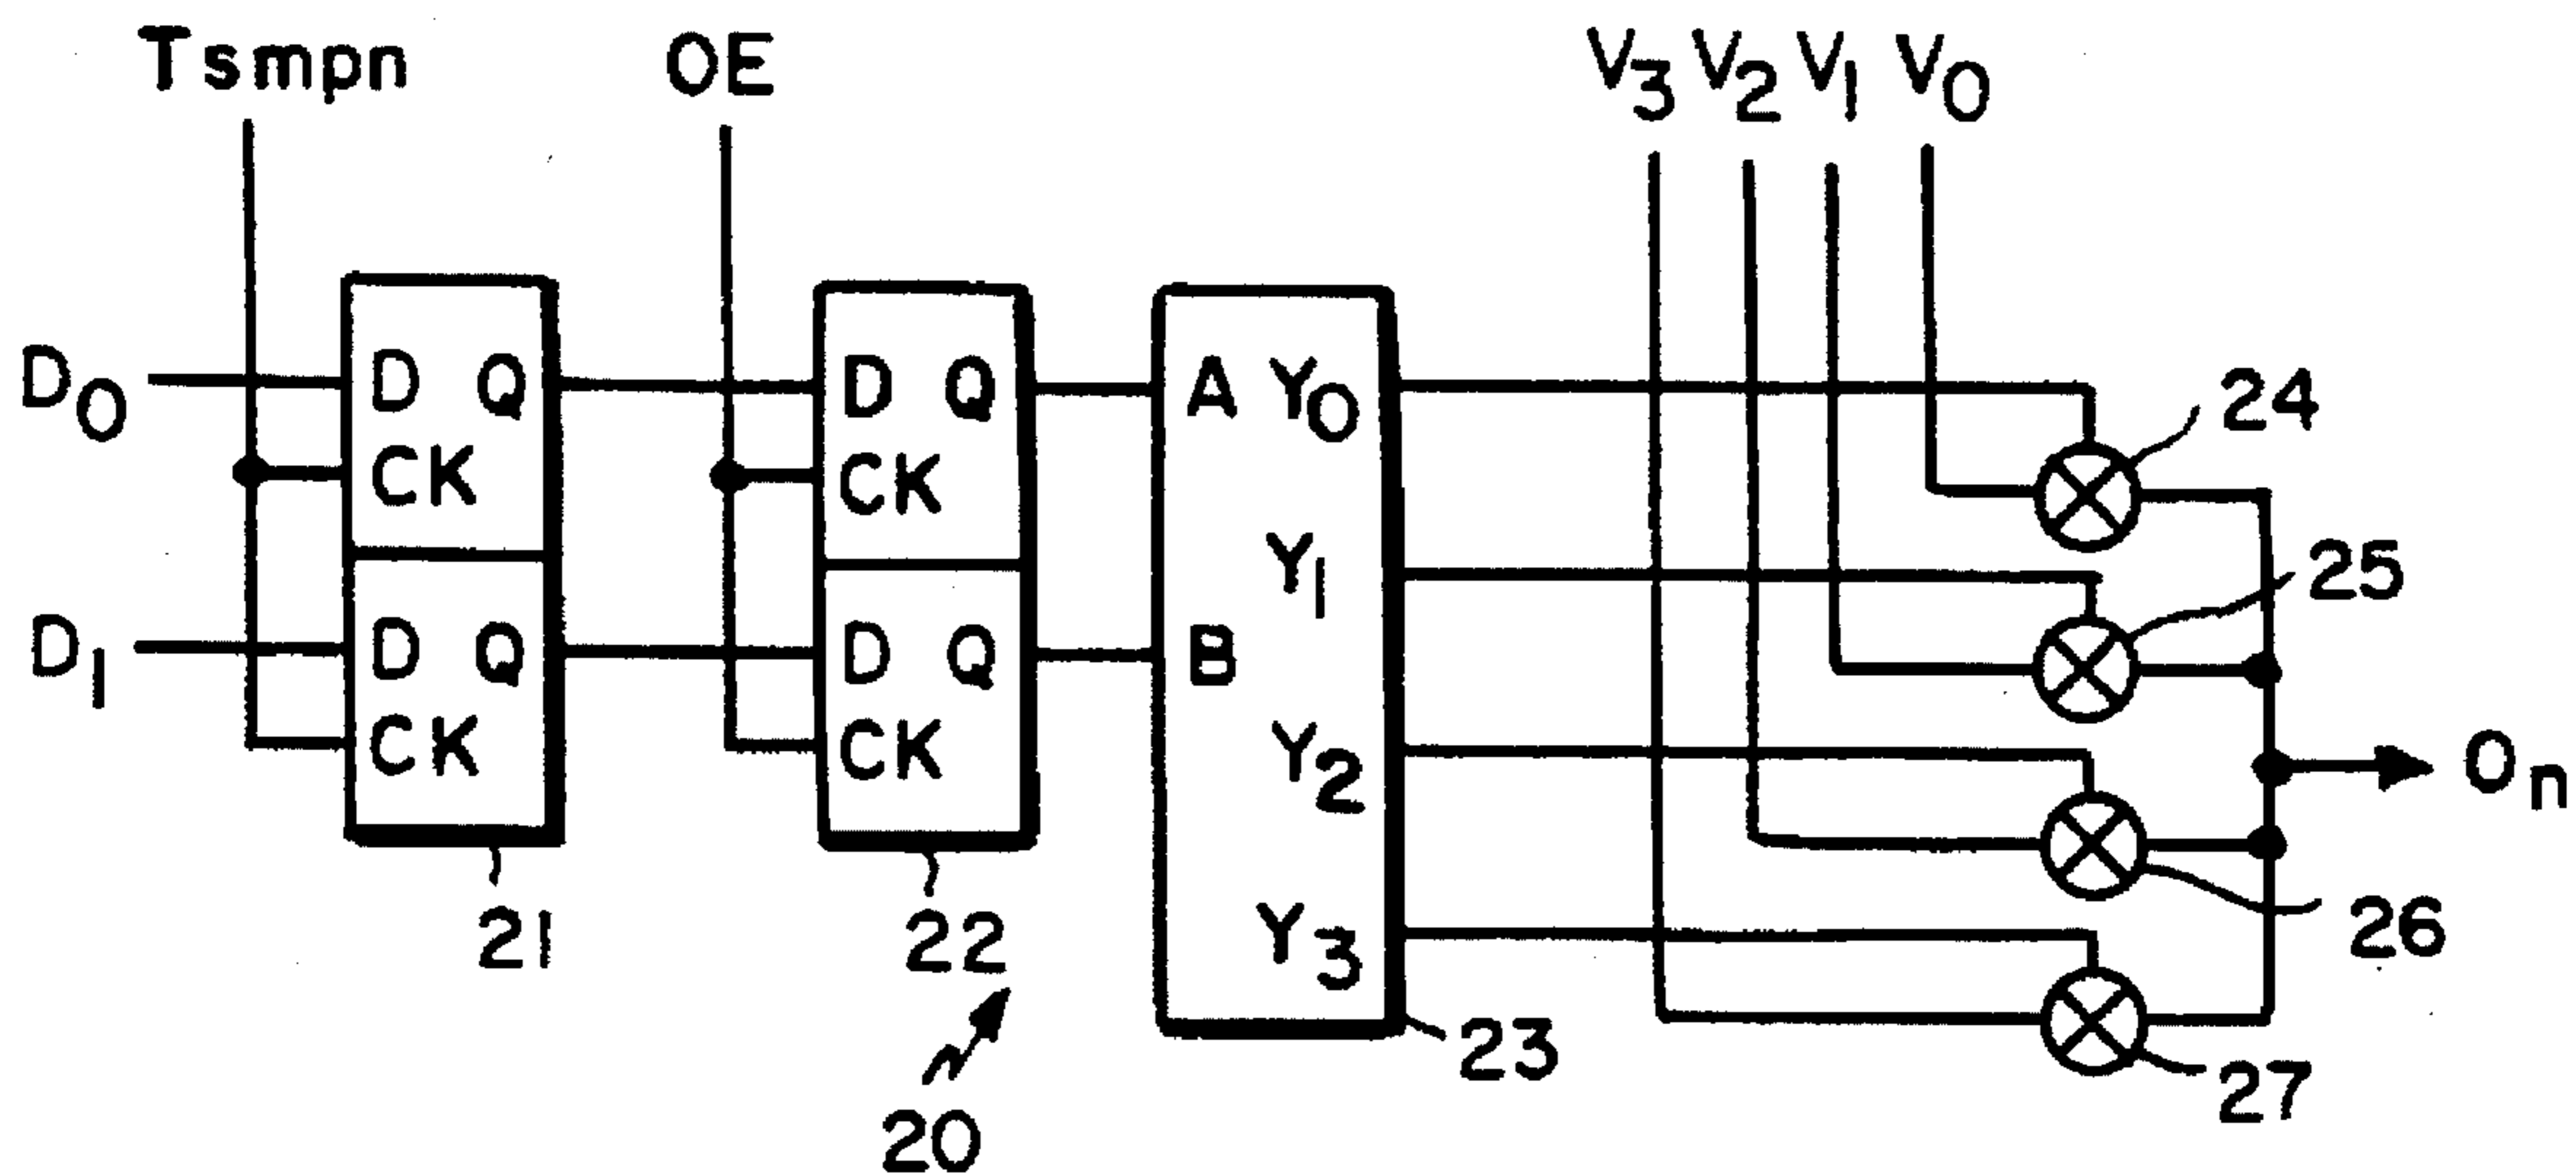 Tsmpn OE V3 V2 V1 V0
D0 D Q D Q A Y0 24
CK CK
Y1 25
D1 D Q D Q B
CK CK Y2 On
21 22 Y3 26
23 27
20